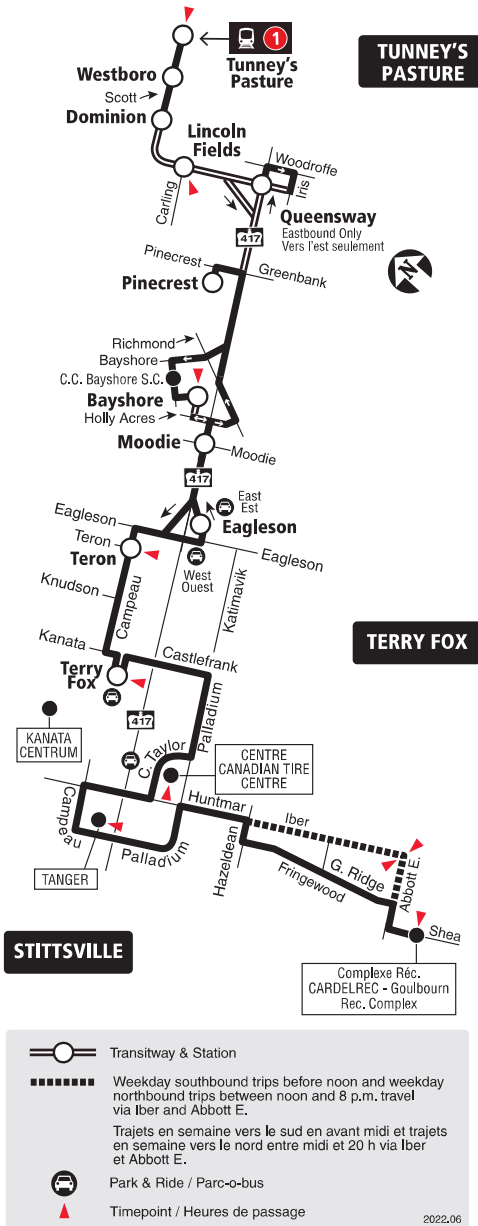 1
Tunney's
Pasture
TUNNEY'S
PASTURE
Westboro
Scott
Dominion
Lincoln
Fields
Woodroffe
Iris
Carling
Queensway
Eastbound Only
Vers l'est seulement
417
N
Pinecrest
Greenbank
Pinecrest
Richmond
Bayshore
C.C. Bayshore S.C.
Bayshore
Holly Acres
Moodie
Moodie
417
East
Est
Eagleson
Eagleson
Teron
Teron
Eagleson
West
Ouest
Knudson
Campeau
Katimavik
Kanata
Castlefrank
TERRY FOX
Terry
Fox
417
Palladium
KANATA
CENTRUM
C. Taylor
CENTRE
CANADIAN TIRE
CENTRE
Campeau
Huntmar
Iber
Palladium
Hazeldean
G. Ridge
Fringewood
Abbott E.
TANGER
Shea
STITTSVILLE
Complexe Réc.
CARDELREC - Goulbourn
Rec. Complex
Transitway & Station
Weekday southbound trips before noon and weekday
northbound trips between noon and 8 p.m. travel
via Iber and Abbott E.
Trajets en semaine vers le sud en avant midi et trajets
en semaine vers le nord entre midi et 20 h via Iber
et Abbott E.
Park & Ride / Parc-o-bus
Timepoint / Heures de passage
2022.06